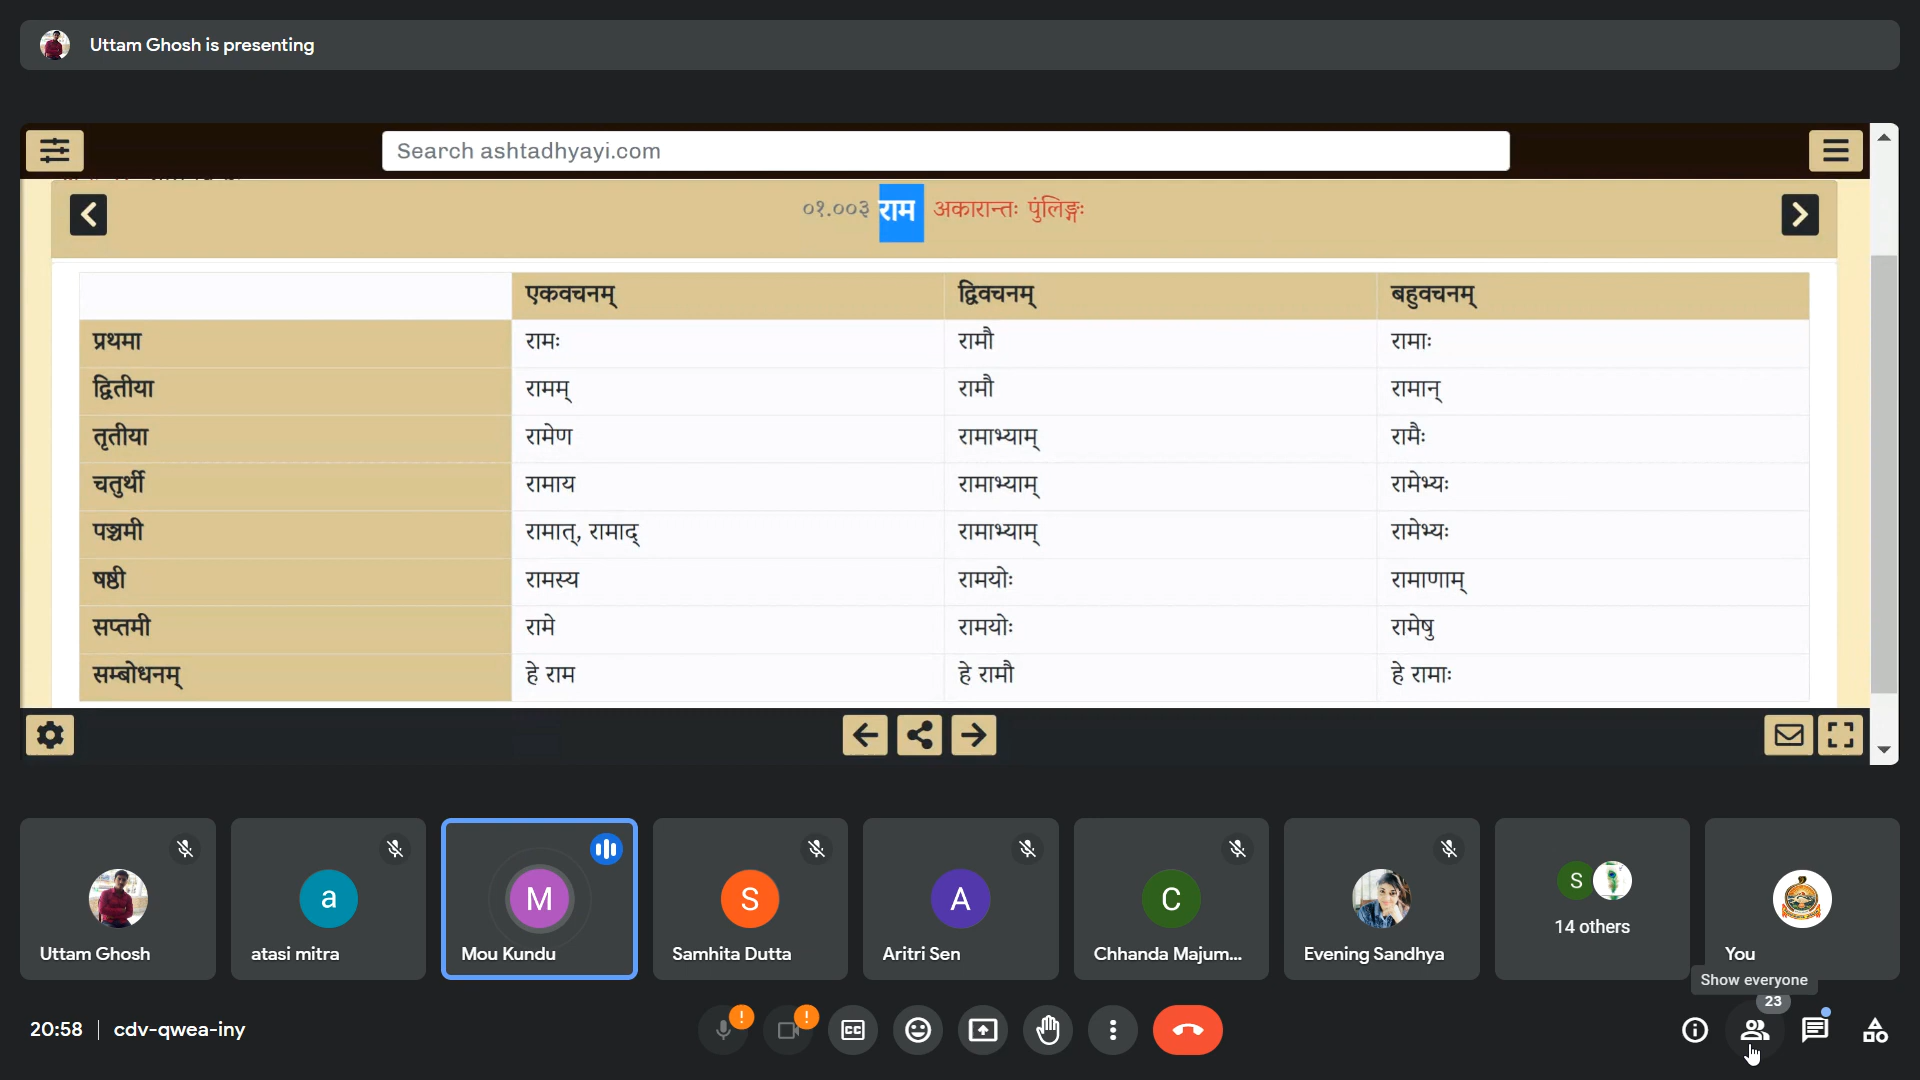 Uttam Ghosh is presenting
Search ashtadhyayi.com
०१.००३ राम अकारान्तः पुंलिङ्गः
एकवचनम् द्विवचनम् बहुवचनम्
प्रथमा रामः रामौ रामाः
द्वितीया रामम् रामौ रामान्
तृतीया रामेण रामाभ्याम् रामैः
चतुर्थी रामाय रामाभ्याम् रामेभ्यः
पञ्चमी रामात्, रामाद् रामाभ्याम् रामेभ्यः
षष्ठी रामस्य रामयोः रामाणाम्
सप्तमी रामे रामयोः रामेषु
सम्बोधनम् हे राम हे रामौ हे रामाः
a M S A C S 14 others
Uttam Ghosh atasi mitra Mou Kundu Samhita Dutta Aritri Sen Chhanda Majum... Evening Sandhya You
Show everyone
23
20:58 | cdv-qwea-iny